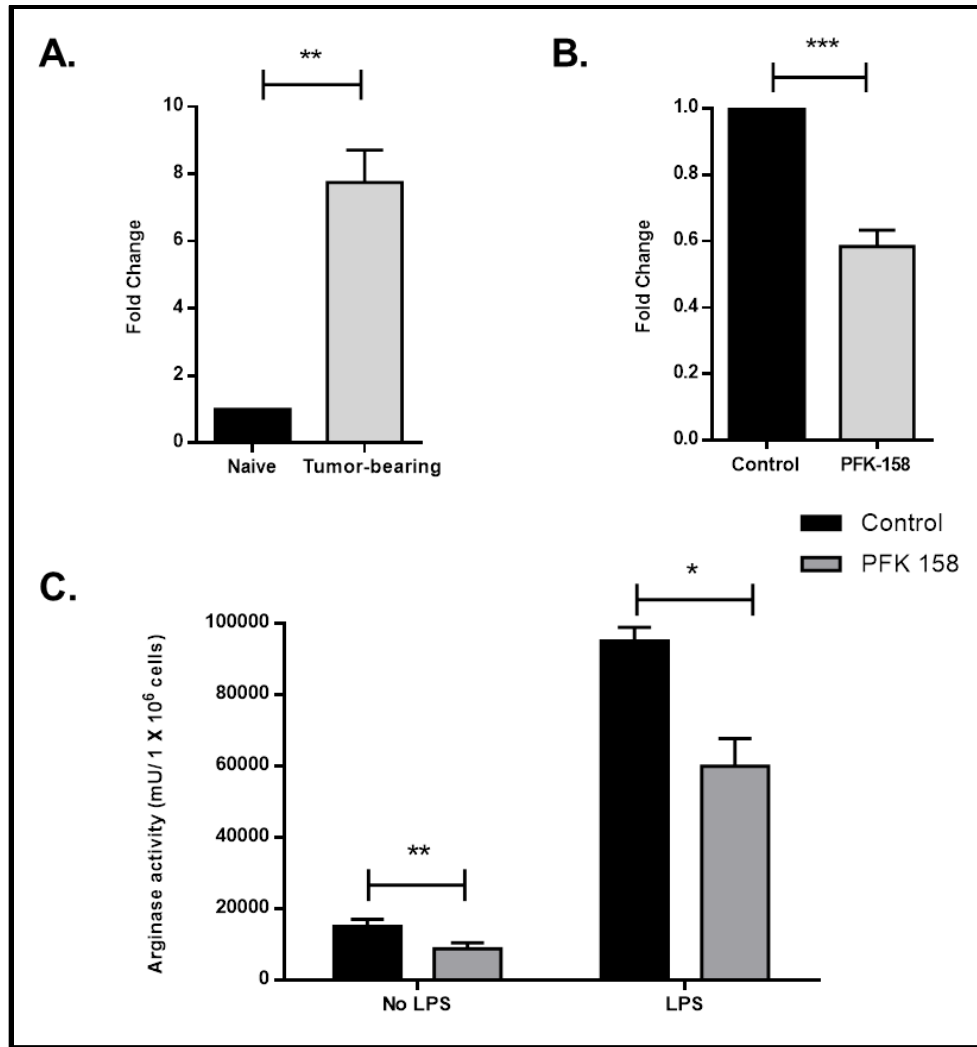 A.
**
10
8
6
4
2
0
Fold Change
Naive Tumor-bearing
B.
***
1.0
0.8
0.6
0.4
0.2
0.0
Fold Change
Control PFK-158
Control
PFK 158
C.
*
**
100000
80000
60000
40000
20000
0
Arginase activity (mU/ 1 X 10⁶ cells)
No LPS LPS